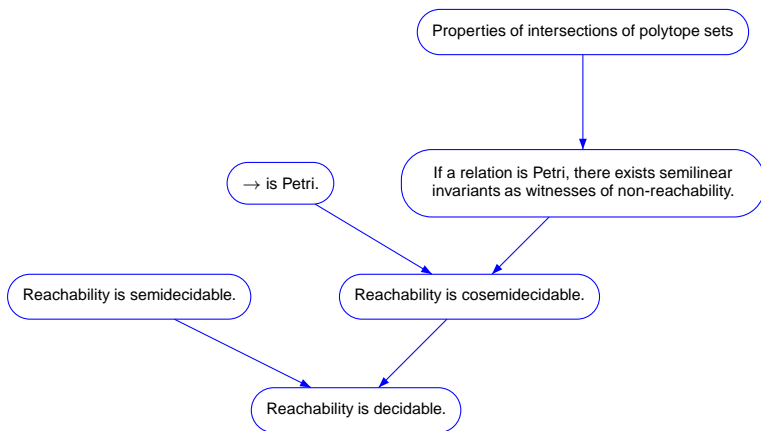 Properties of intersections of polytope sets
If a relation is Petri, there exists semilinear
invariants as witnesses of non-reachability.
→ is Petri.
Reachability is semidecidable.
Reachability is cosemidecidable.
Reachability is decidable.